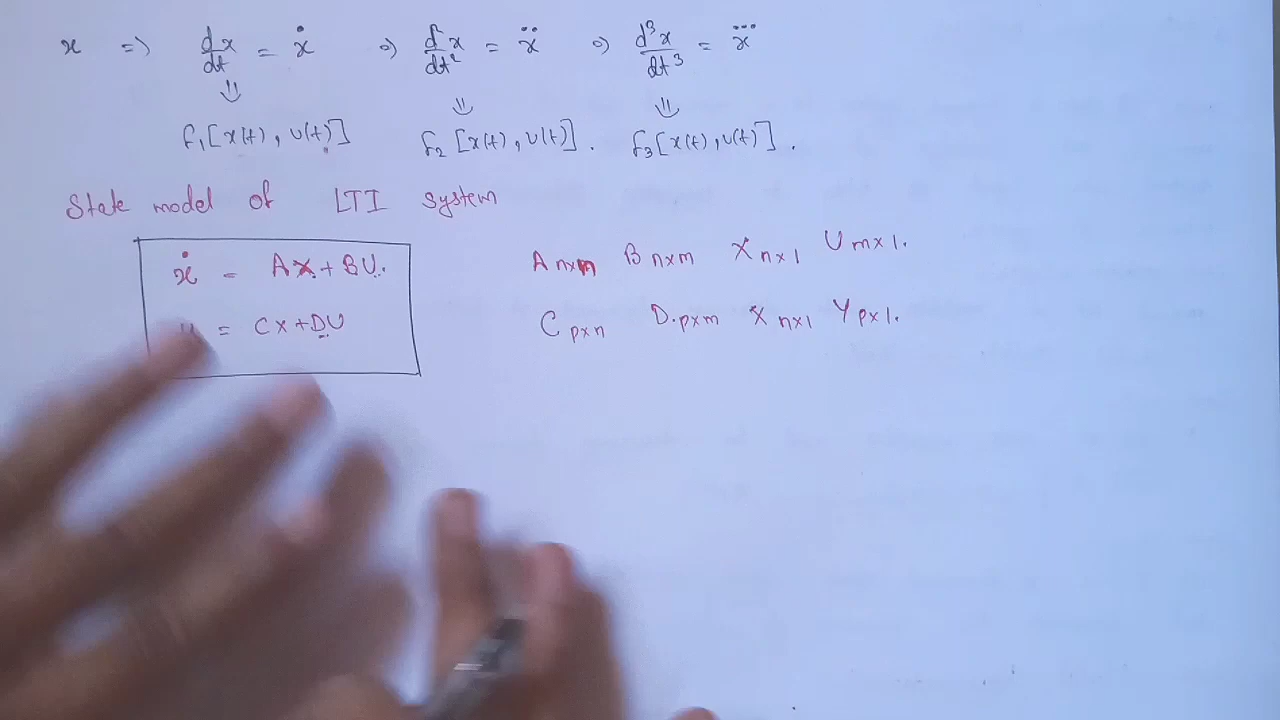 x => dx/dt = ẋ => d²x/dt² = ẍ => d³x/dt³ = x⃛
f₁[x(t), U(t)] f₂[x(t), U(t)]. f₃[x(t), U(t)].
State model of LTI system
ẋ = AX + BU. A n×n B n×m X n×1 U m×1.
= CX+DU C p×n D. p×m X n×1 Y p×1.